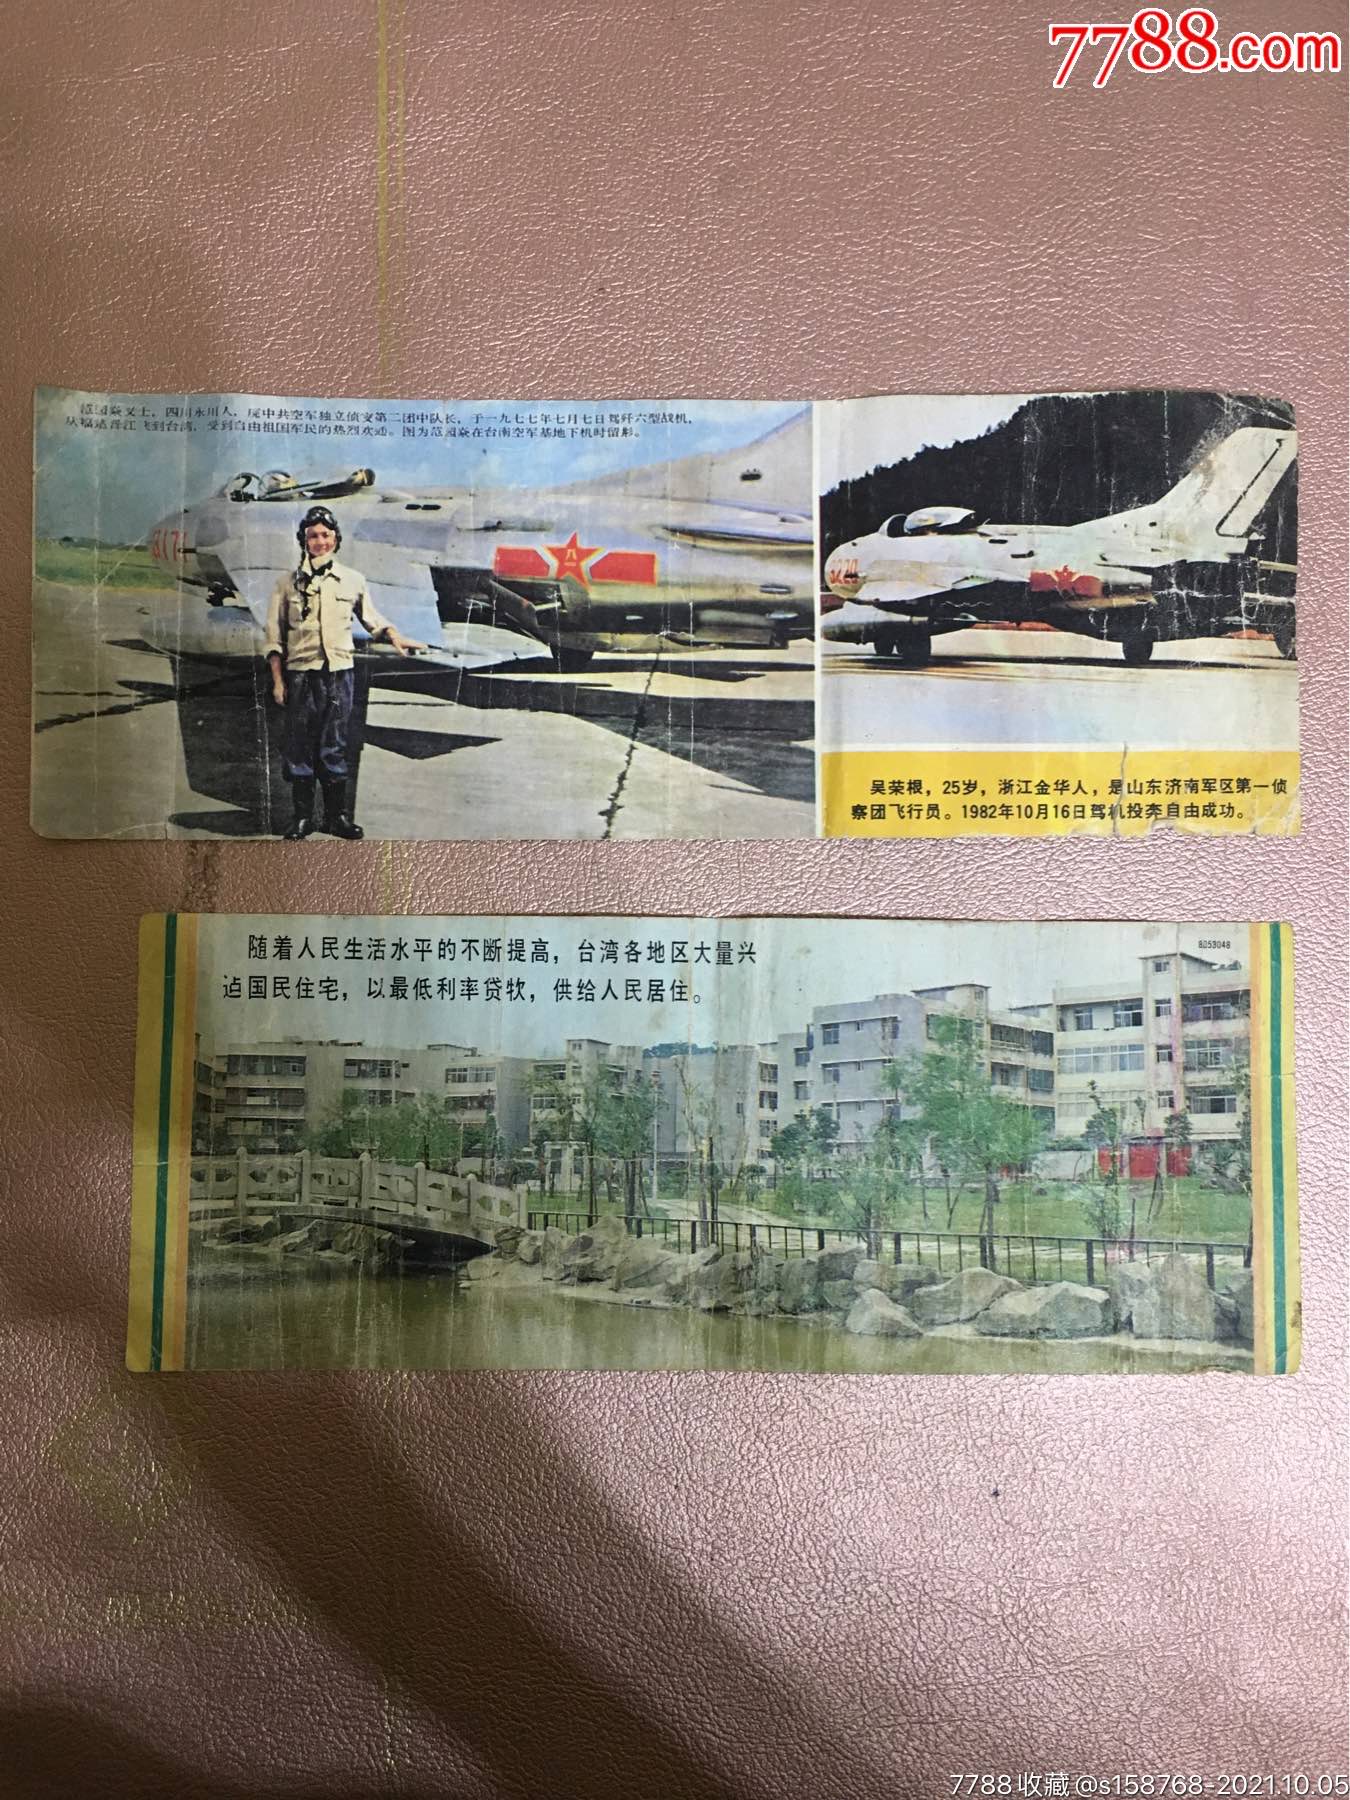 7788.com
范园焱义士，四川永川人，度中共空军独立侦变第二团中队长，于一九七七年七月七日驾歼六型战机，
从福建晋江飞到台湾，受到自由祖国军民的热烈欢迎。图为范园焱在台南空军基地下机时留影。
3171
八一
3220
吴荣根，25岁，浙江金华人，是山东济南军区第一侦
察团飞行员。1982年10月16日驾机投奔自由成功。
随着人民生活水平的不断提高，台湾各地区大量兴
迠国民住宅，以最低利率贷欤，供给人民居住。
8053048
7788收藏@s158768-2021.10.05